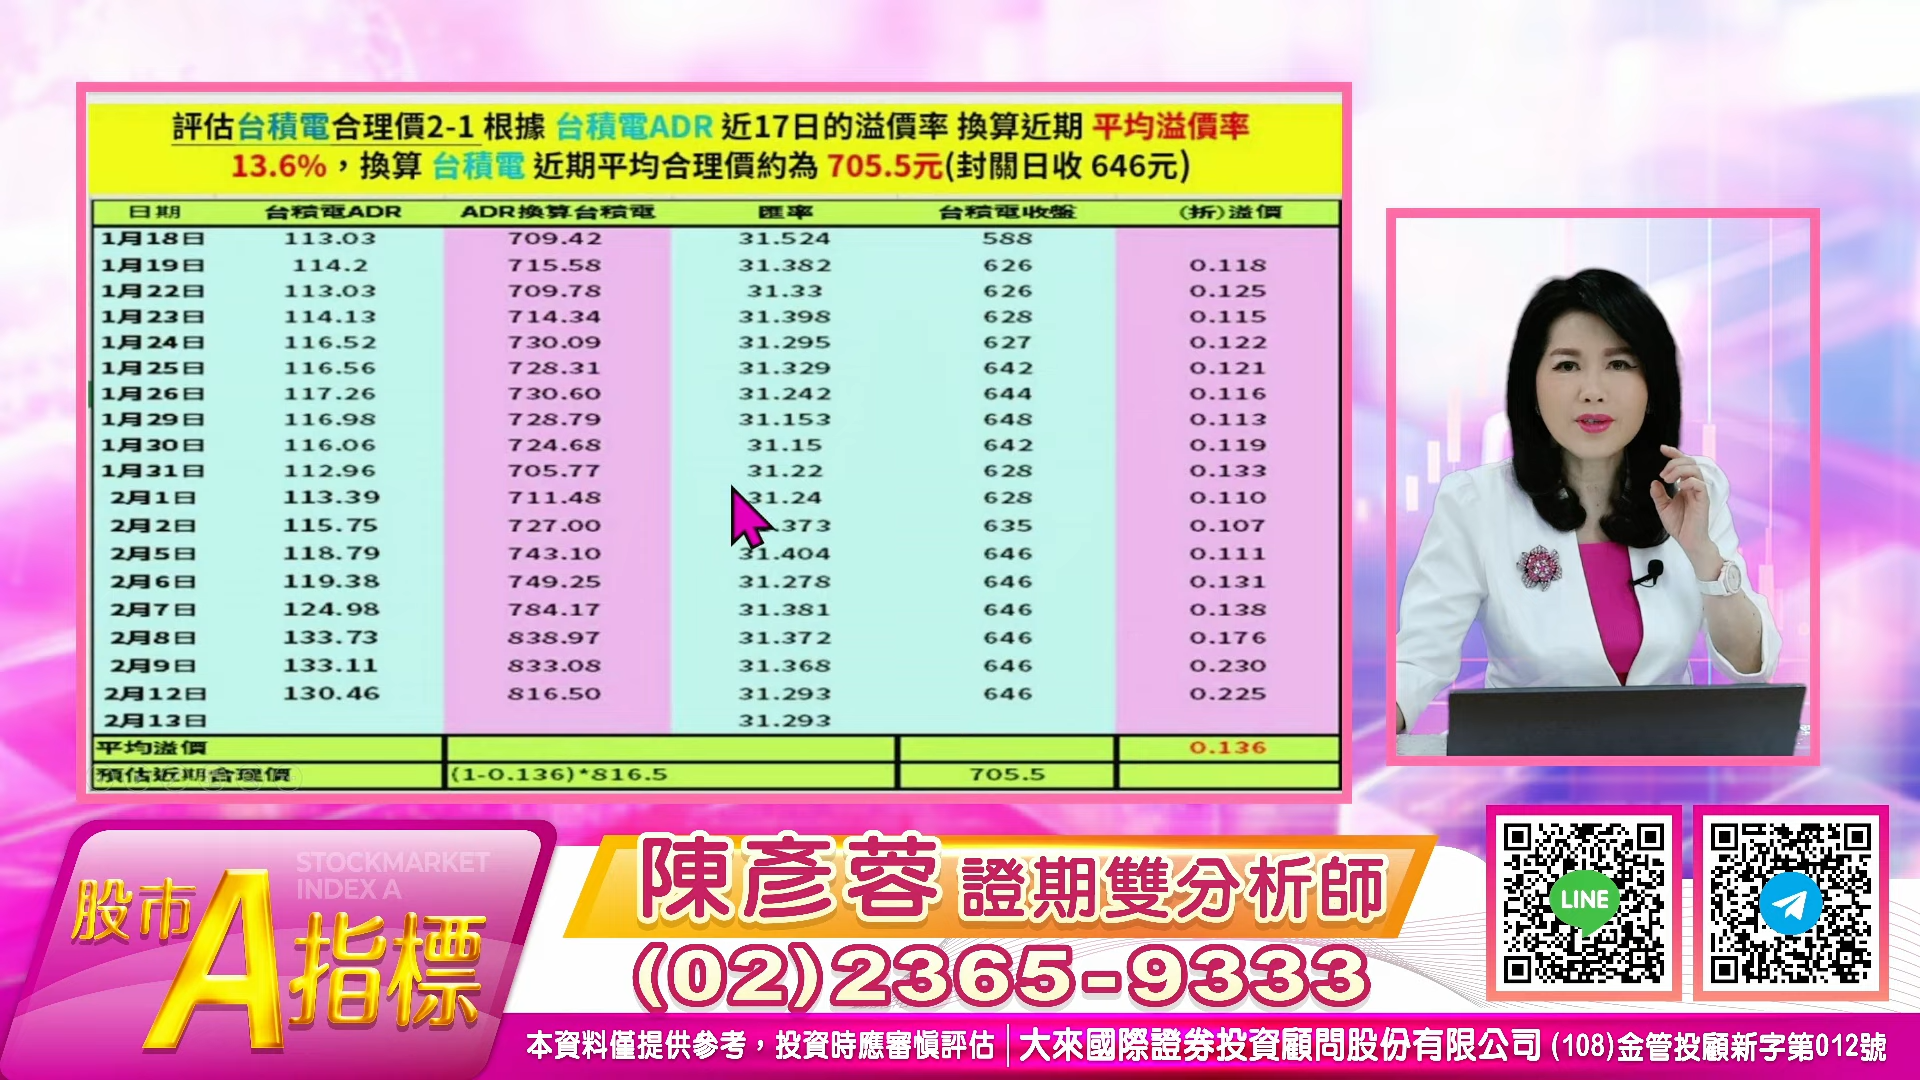 評估台積電合理價2-1 根據 台積電ADR 近17日的溢價率 換算近期 平均溢價率
13.6%，換算 台積電 近期平均合理價約為 705.5元(封關日收 646元)
日期 台積電ADR ADR換算台積電 匯率 台積電收盤 (折)溢價
1月18日 113.03 709.42 31.524 588
1月19日 114.2 715.58 31.382 626 0.118
1月22日 113.03 709.78 31.33 626 0.125
1月23日 114.13 714.34 31.398 628 0.115
1月24日 116.52 730.09 31.295 627 0.122
1月25日 116.56 728.31 31.329 642 0.121
1月26日 117.26 730.60 31.242 644 0.116
1月29日 116.98 728.79 31.153 648 0.113
1月30日 116.06 724.68 31.15 642 0.119
1月31日 112.96 705.77 31.22 628 0.133
2月1日 113.39 711.48 31.24 628 0.110
2月2日 115.75 727.00 .373 635 0.107
2月5日 118.79 743.10 31.404 646 0.111
2月6日 119.38 749.25 31.278 646 0.131
2月7日 124.98 784.17 31.381 646 0.138
2月8日 133.73 838.97 31.372 646 0.176
2月9日 133.11 833.08 31.368 646 0.230
2月12日 130.46 816.50 31.293 646 0.225
2月13日 31.293
平均溢價 0.136
預估近期合理價 (1-0.136)*816.5 705.5
STOCKMARKET
INDEX A
股市A指標
陳彥蓉 證期雙分析師
(02)2365-9333
LINE
本資料僅提供參考，投資時應審慎評估 | 大來國際證券投資顧問股份有限公司 (108)金管投顧新字第012號